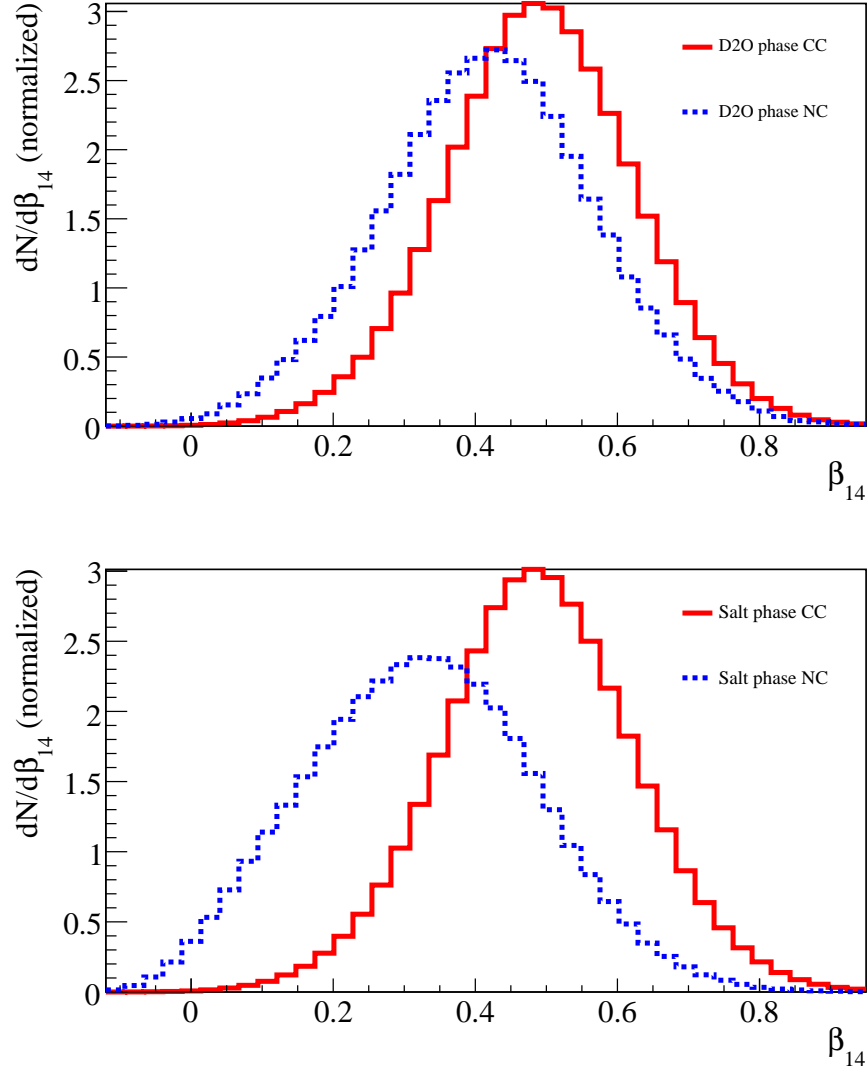 dN/dβ14 (normalized)
3
2.5
2
1.5
1
0.5
0
D2O phase CC
D2O phase NC
0 0.2 0.4 0.6 0.8
β14
dN/dβ14 (normalized)
3
2.5
2
1.5
1
0.5
0
Salt phase CC
Salt phase NC
0 0.2 0.4 0.6 0.8
β14